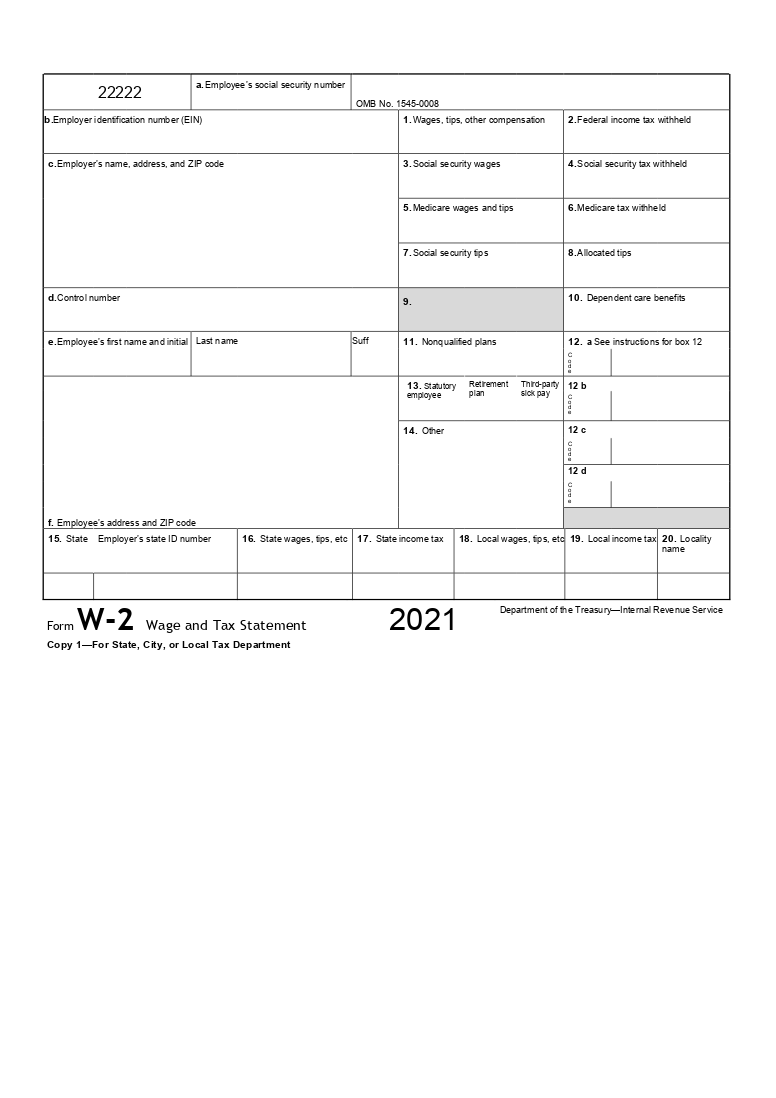 22222
a. Employee's social security number
OMB No. 1545-0008
b. Employer identification number (EIN)
1. Wages, tips, other compensation
2. Federal income tax withheld
c. Employer's name, address, and ZIP code
3. Social security wages
4. Social security tax withheld
5. Medicare wages and tips
6. Medicare tax withheld
7. Social security tips
8. Allocated tips
d. Control number
9.
10. Dependent care benefits
e. Employee's first name and initial
Last name
Suff
11. Nonqualified plans
12. a See instructions for box 12
Code
13. Statutory employee
Retirement plan
Third-party sick pay
12 b
Code
14. Other
12 c
Code
12 d
Code
f. Employee's address and ZIP code
15. State Employer's state ID number
16. State wages, tips, etc
17. State income tax
18. Local wages, tips, etc
19. Local income tax
20. Locality name
Form W-2 Wage and Tax Statement
2021
Department of the Treasury—Internal Revenue Service
Copy 1—For State, City, or Local Tax Department